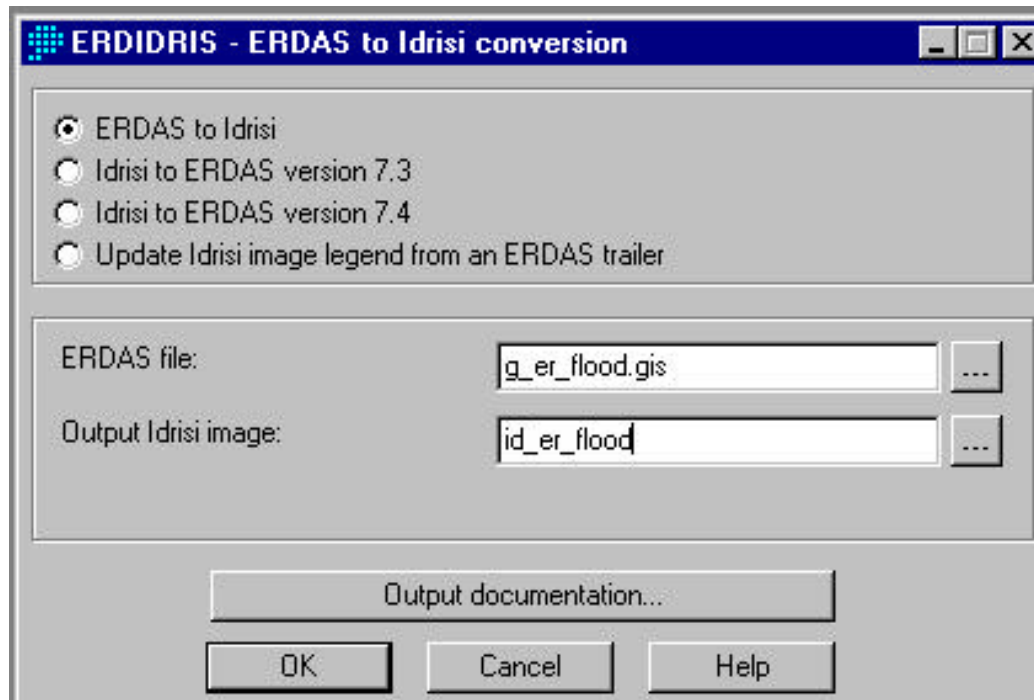 ERDIDRIS - ERDAS to Idrisi conversion
ERDAS to Idrisi
Idrisi to ERDAS version 7.3
Idrisi to ERDAS version 7.4
Update Idrisi image legend from an ERDAS trailer
ERDAS file:
g_er_flood.gis
...
Output Idrisi image:
id_er_flood
...
Output documentation...
OK
Cancel
Help